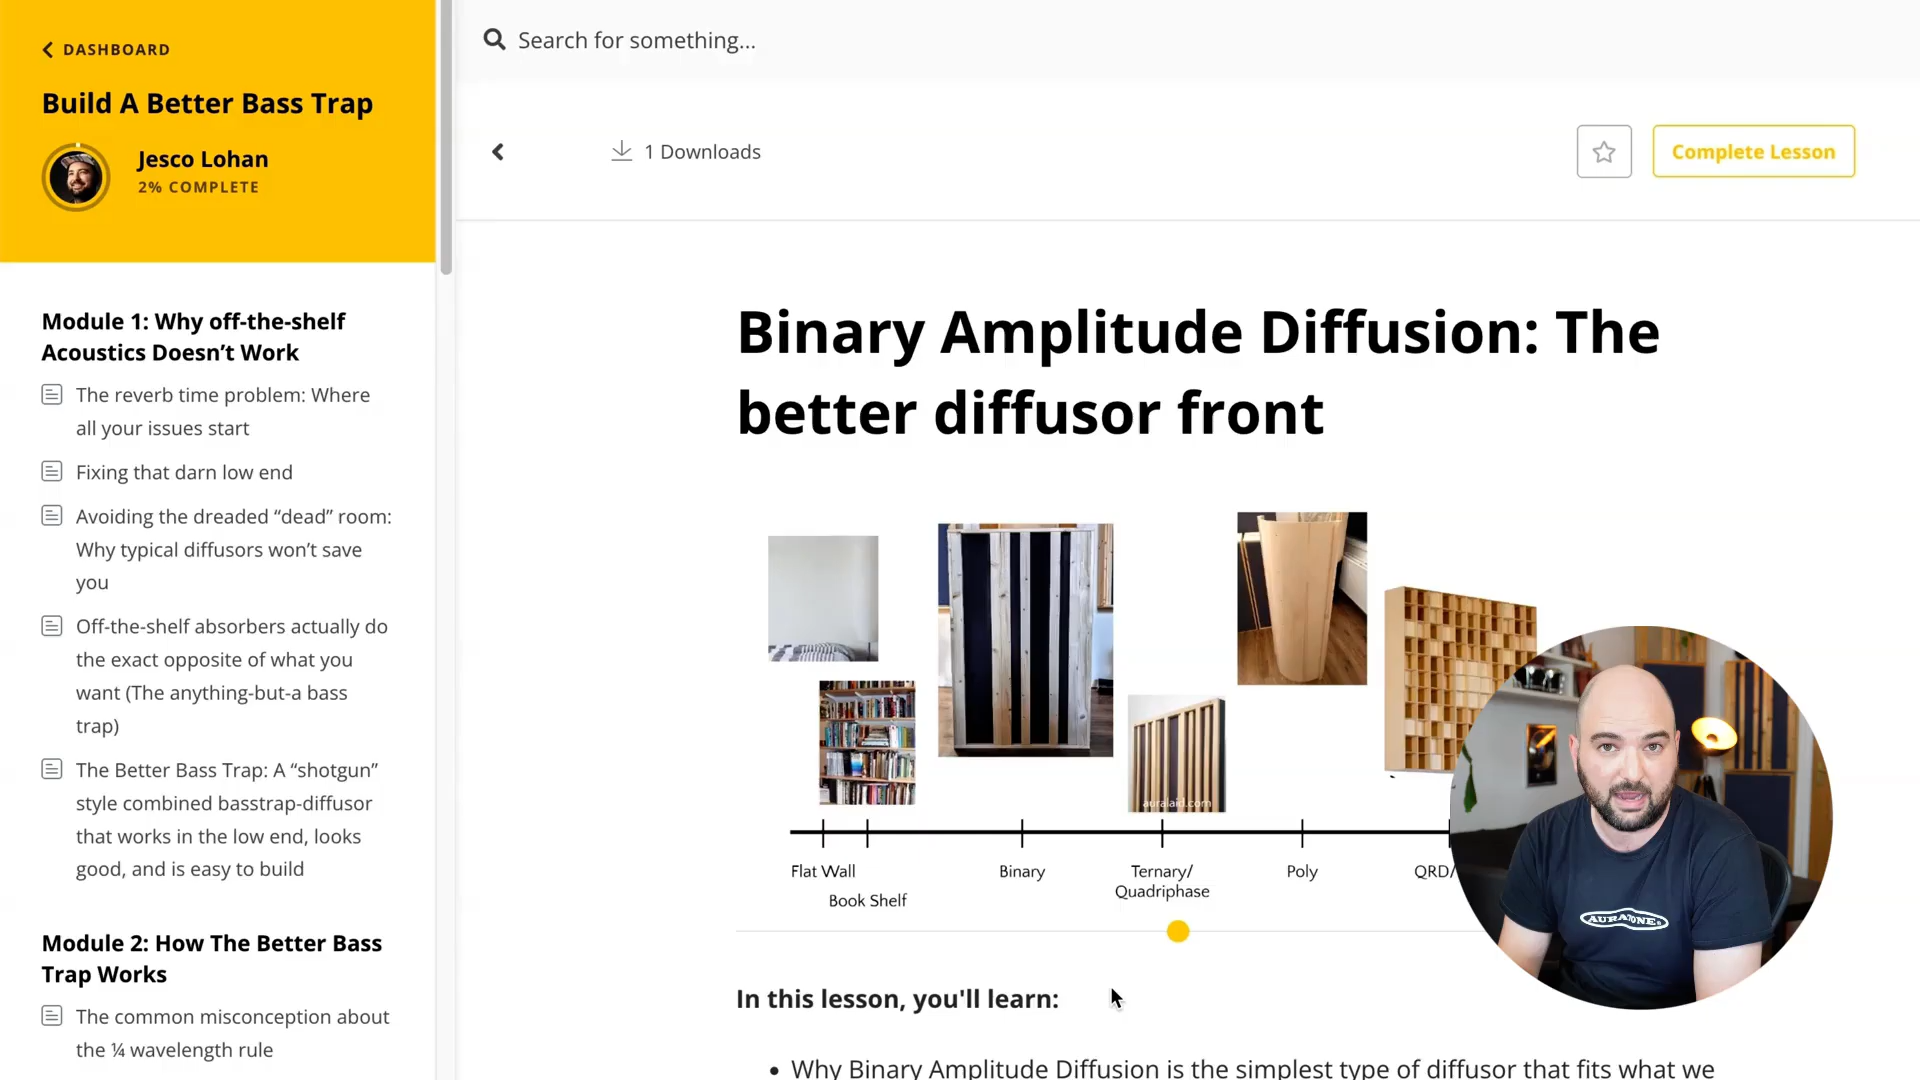 DASHBOARD
Build A Better Bass Trap
Jesco Lohan
2% COMPLETE
Module 1: Why off-the-shelf
Acoustics Doesn’t Work
The reverb time problem: Where
all your issues start
Fixing that darn low end
Avoiding the dreaded “dead” room:
Why typical diffusors won’t save
you
Off-the-shelf absorbers actually do
the exact opposite of what you
want (The anything-but-a bass
trap)
The Better Bass Trap: A “shotgun”
style combined basstrap-diffusor
that works in the low end, looks
good, and is easy to build
Module 2: How The Better Bass
Trap Works
The common misconception about
the ¼ wavelength rule
Search for something...
1 Downloads
Complete Lesson
Binary Amplitude Diffusion: The
better diffusor front
auralaid.com
Flat Wall
Book Shelf
Binary
Ternary/
Quadriphase
Poly
QRD/
AURATONE
In this lesson, you'll learn:
• Why Binary Amplitude Diffusion is the simplest type of diffusor that fits what we